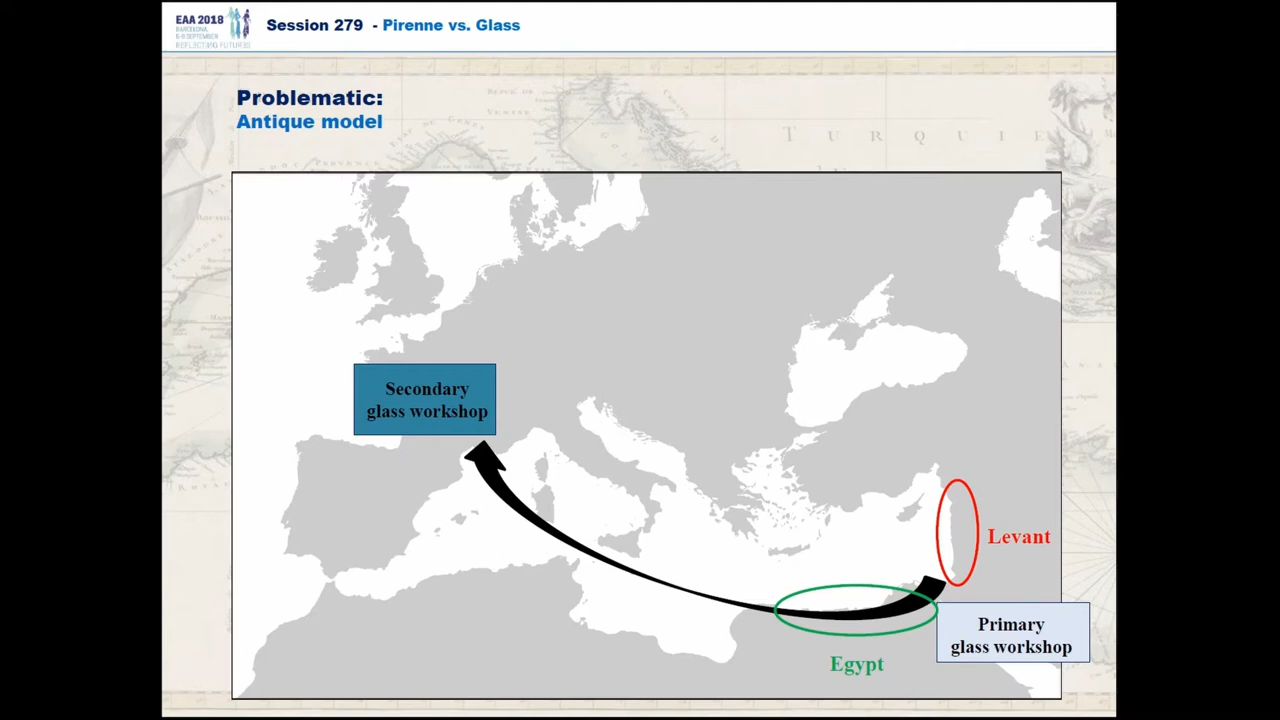 EAA 2018
BARCELONA
5-8 SEPTEMBER
REFLECTING FUTURES
Session 279 - Pirenne vs. Glass
Problematic:
Antique model
TURQUIE
Secondary
glass workshop
Levant
Primary
glass workshop
Egypt